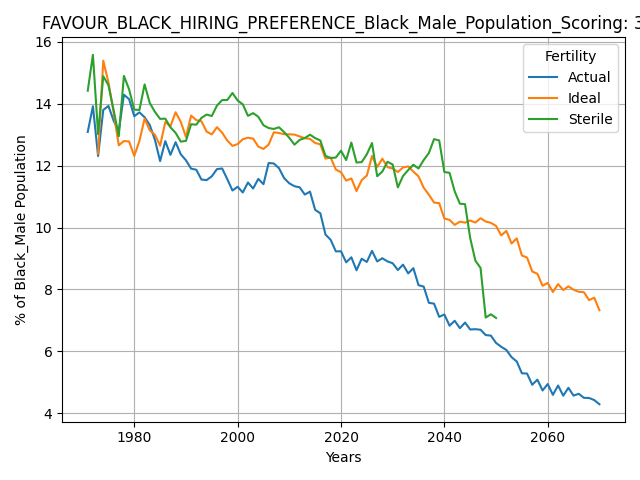 FAVOUR_BLACK_HIRING_PREFERENCE_Black_Male_Population_Scoring: 3
16
14
12
10
8
6
4
% of Black_Male Population
Fertility
Actual
Ideal
Sterile
1980
2000
2020
2040
2060
Years